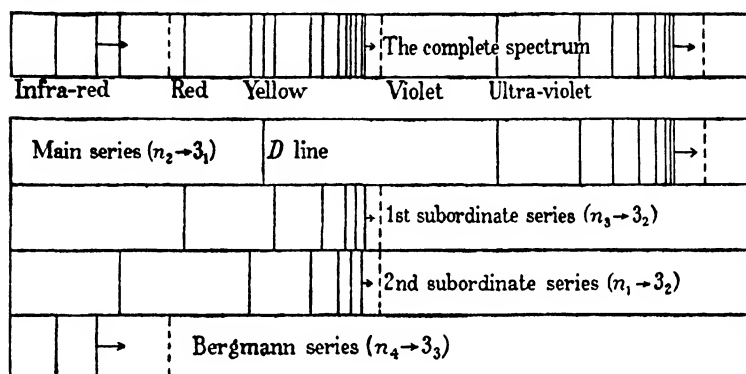 The complete spectrum
Infra-red Red Yellow Violet Ultra-violet
Main series (n₂→3₁) D line
1st subordinate series (n₃→3₂)
2nd subordinate series (n₁→3₂)
Bergmann series (n₄→3₃)